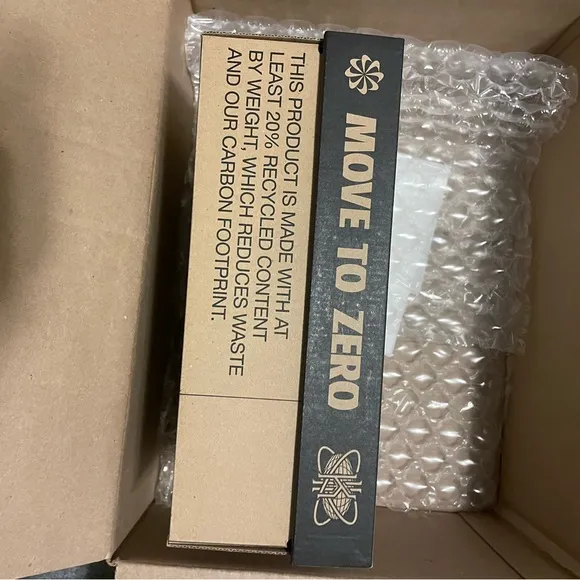 MOVE TO ZERO
THIS PRODUCT IS MADE WITH AT
LEAST 20% RECYCLED CONTENT
BY WEIGHT, WHICH REDUCES WASTE
AND OUR CARBON FOOTPRINT.